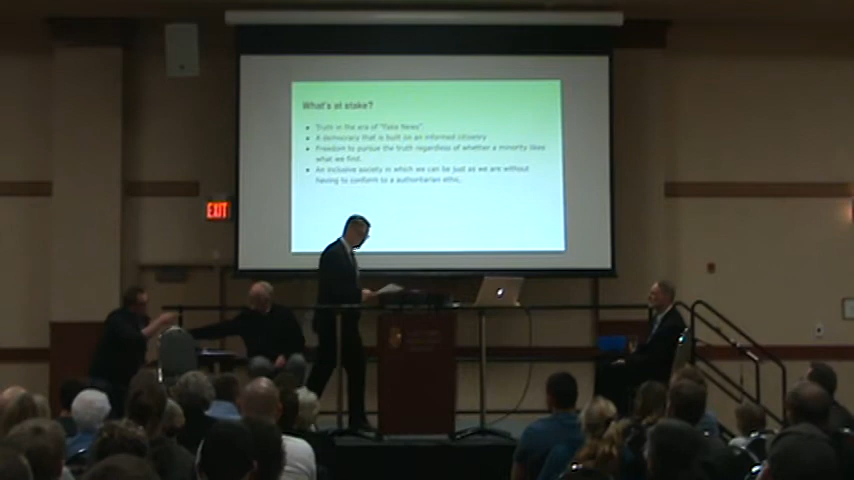 What's at stake?
• Truth in the era of "Fake News"
• A democracy that is built on an informed citizenry
• Freedom to pursue the truth regardless of whether a minority likes
what we find.
• An inclusive society in which we can be just as we are without
having to conform to a authoritarian ethic.
EXIT